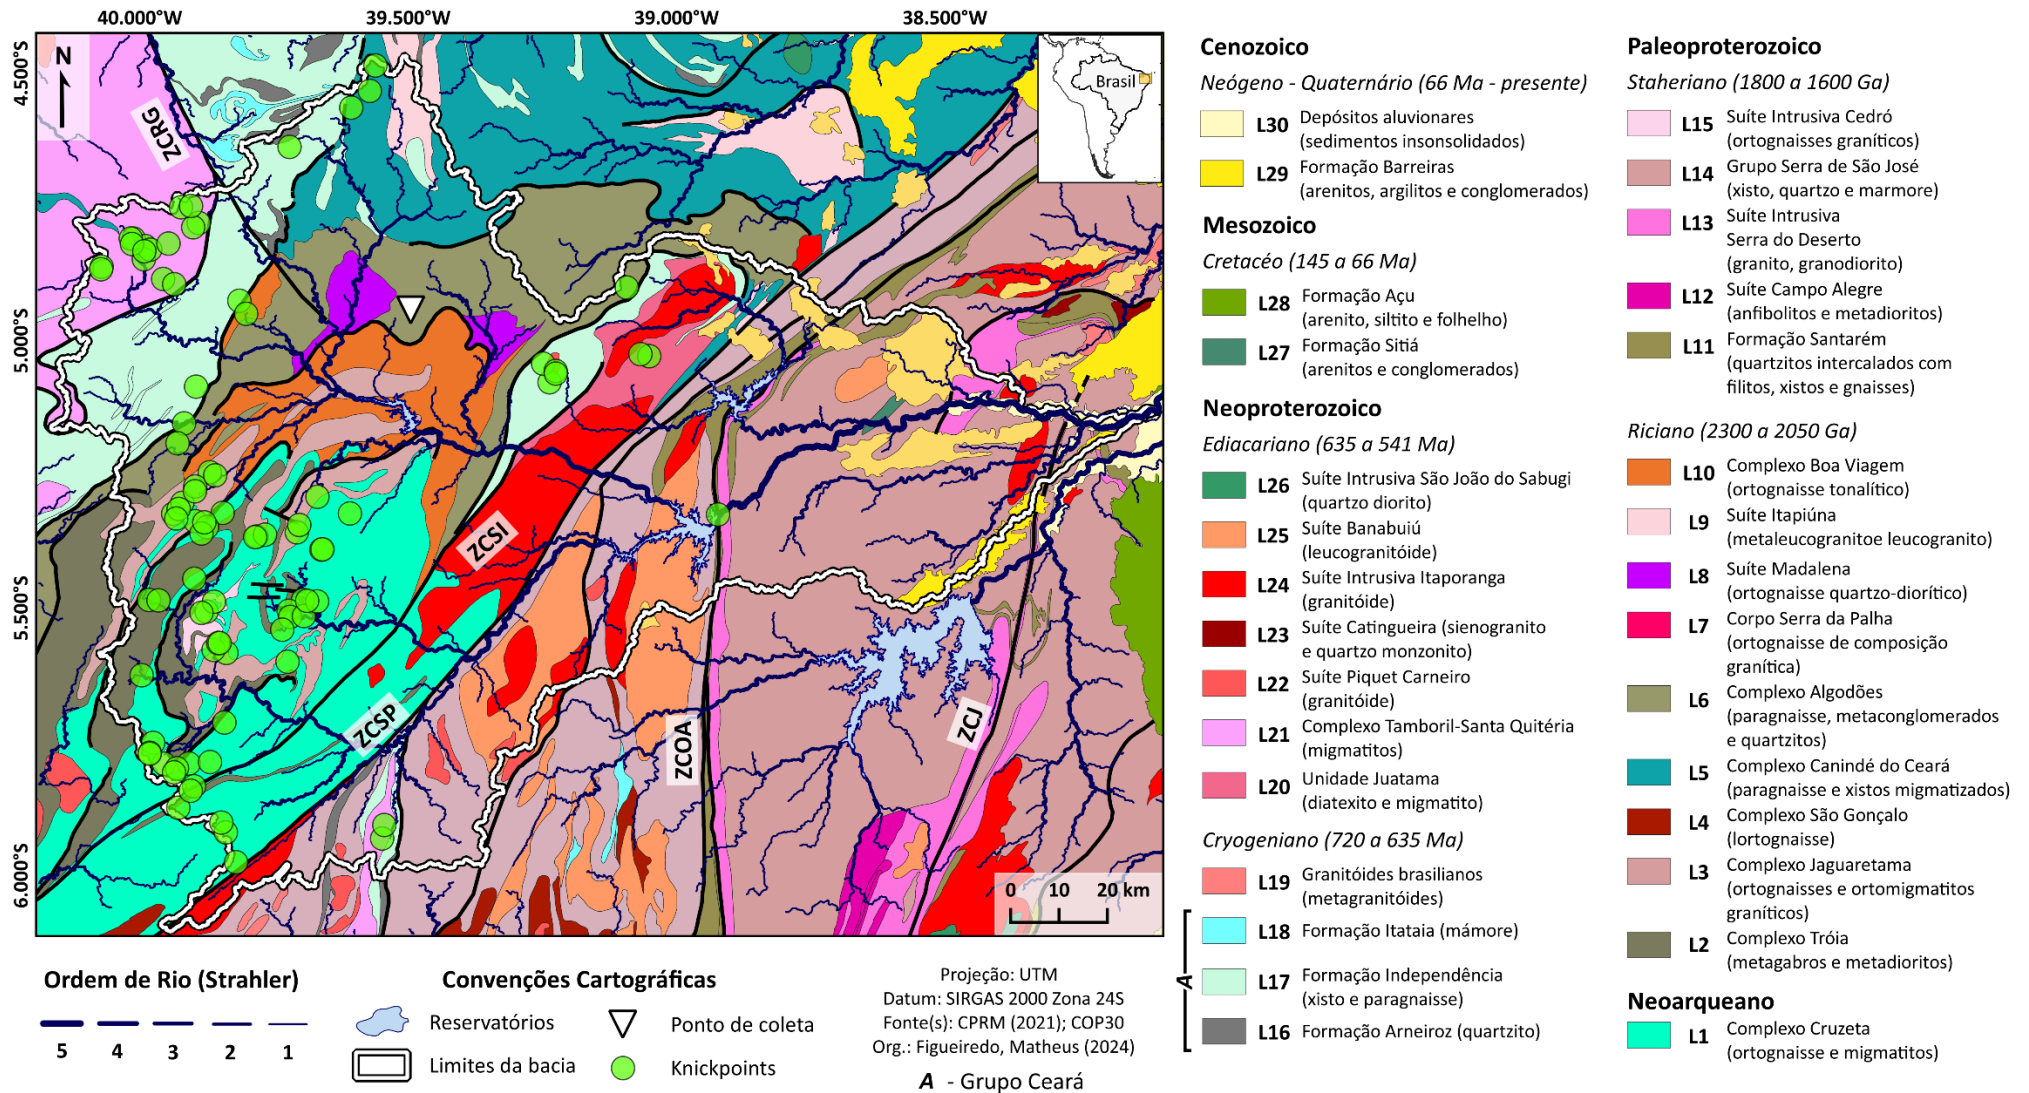 40.000°W
39.500°W
39.000°W
38.500°W
4.500°S
5.000°S
5.500°S
6.000°S
N
ZCRG
ZCSI
ZCSP
ZCOA
ZCJ
Brasil
0 10 20 km
Ordem de Rio (Strahler)
5 4 3 2 1
Convenções Cartográficas
Reservatórios
Limites da bacia
Ponto de coleta
Knickpoints
Projeção: UTM
Datum: SIRGAS 2000 Zona 24S
Fonte(s): CPRM (2021); COP30
Org.: Figueiredo, Matheus (2024)
A - Grupo Ceará
Cenozoico
Neógeno - Quaternário (66 Ma - presente)
L30 Depósitos aluvionares
(sedimentos insonsolidados)
L29 Formação Barreiras
(arenitos, argilitos e conglomerados)
Mesozoico
Cretacéo (145 a 66 Ma)
L28 Formação Açu
(arenito, siltito e folhelho)
L27 Formação Sitiá
(arenitos e conglomerados)
Neoproterozoico
Ediacariano (635 a 541 Ma)
L26 Suíte Intrusiva São João do Sabugi
(quartzo diorito)
L25 Suíte Banabuiú
(leucogranitóide)
L24 Suíte Intrusiva Itaporanga
(granitóide)
L23 Suíte Catingueira (sienogranito
e quartzo monzonito)
L22 Suíte Piquet Carneiro
(granitóide)
L21 Complexo Tamboril-Santa Quitéria
(migmatitos)
L20 Unidade Juatama
(diatexito e migmatito)
Cryogeniano (720 a 635 Ma)
L19 Granitóides brasilianos
(metagranitóides)
A
L18 Formação Itataia (mámore)
L17 Formação Independência
(xisto e paragnaisse)
L16 Formação Arneiroz (quartzito)
Paleoproterozoico
Staheriano (1800 a 1600 Ga)
L15 Suíte Intrusiva Cedró
(ortognaisses graníticos)
L14 Grupo Serra de São José
(xisto, quartzo e marmore)
L13 Suíte Intrusiva
Serra do Deserto
(granito, granodiorito)
L12 Suíte Campo Alegre
(anfibolitos e metadioritos)
L11 Formação Santarém
(quartzitos intercalados com
filitos, xistos e gnaisses)
Riciano (2300 a 2050 Ga)
L10 Complexo Boa Viagem
(ortognaisse tonalítico)
L9 Suíte Itapiúna
(metaleucogranitoe leucogranito)
L8 Suíte Madalena
(ortognaisse quartzo-diorítico)
L7 Corpo Serra da Palha
(ortognaisse de composição
granítica)
L6 Complexo Algodões
(paragnaisse, metaconglomerados
e quartzitos)
L5 Complexo Canindé do Ceará
(paragnaisse e xistos migmatizados)
L4 Complexo São Gonçalo
(lortognaisse)
L3 Complexo Jaguaretama
(ortognaisses e ortomigmatitos
graníticos)
L2 Complexo Tróia
(metagabros e metadioritos)
Neoarqueano
L1 Complexo Cruzeta
(ortognaisse e migmatitos)